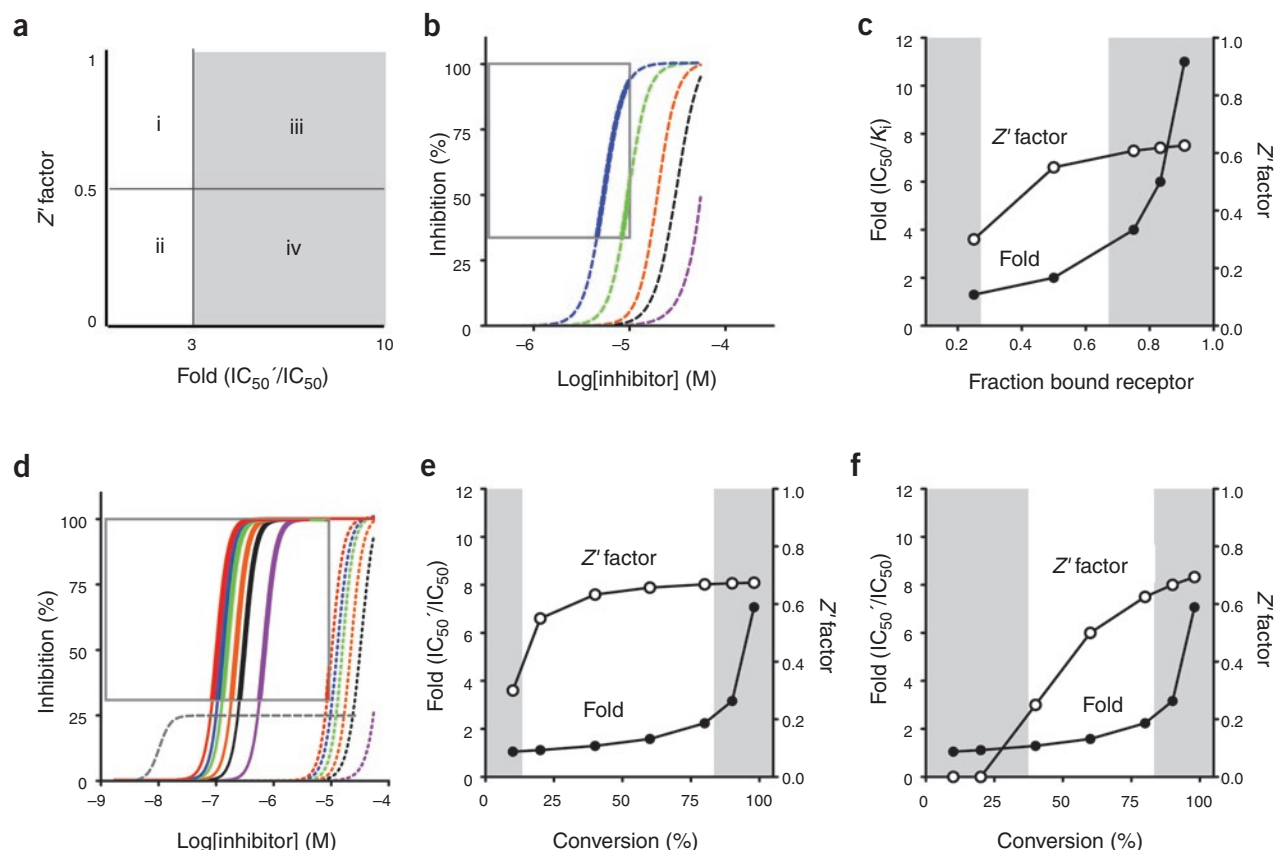 a
Z′ factor
1
0.5
0
i
iii
ii
iv
3
10
Fold (IC50′/IC50)
b
Inhibition (%)
100
75
50
25
0
–6
–5
–4
Log[inhibitor] (M)
c
Fold (IC50/Ki)
12
10
8
6
4
2
0
Z′ factor
Fold
1.0
0.8
0.6
0.4
0.2
0.0
Z′ factor
0.2
0.4
0.6
0.8
1.0
Fraction bound receptor
d
Inhibition (%)
100
75
50
25
0
–9
–8
–7
–6
–5
–4
Log[inhibitor] (M)
e
Fold (IC50′/IC50)
12
10
8
6
4
2
0
Z′ factor
Fold
1.0
0.8
0.6
0.4
0.2
0.0
Z′ factor
0
25
50
75
100
Conversion (%)
f
Fold (IC50′/IC50)
12
10
8
6
4
2
0
Z′ factor
Fold
1.0
0.8
0.6
0.4
0.2
0.0
Z′ factor
0
25
50
75
100
Conversion (%)